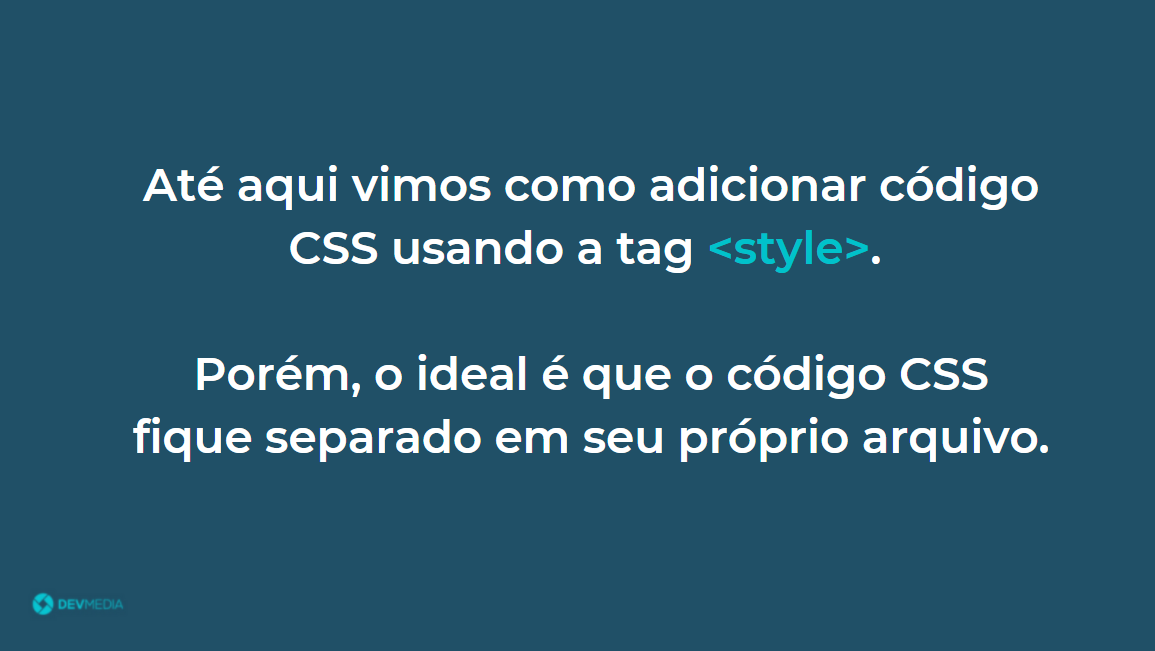 Até aqui vimos como adicionar código
CSS usando a tag <style>.
Porém, o ideal é que o código CSS
fique separado em seu próprio arquivo.
DEVMEDIA